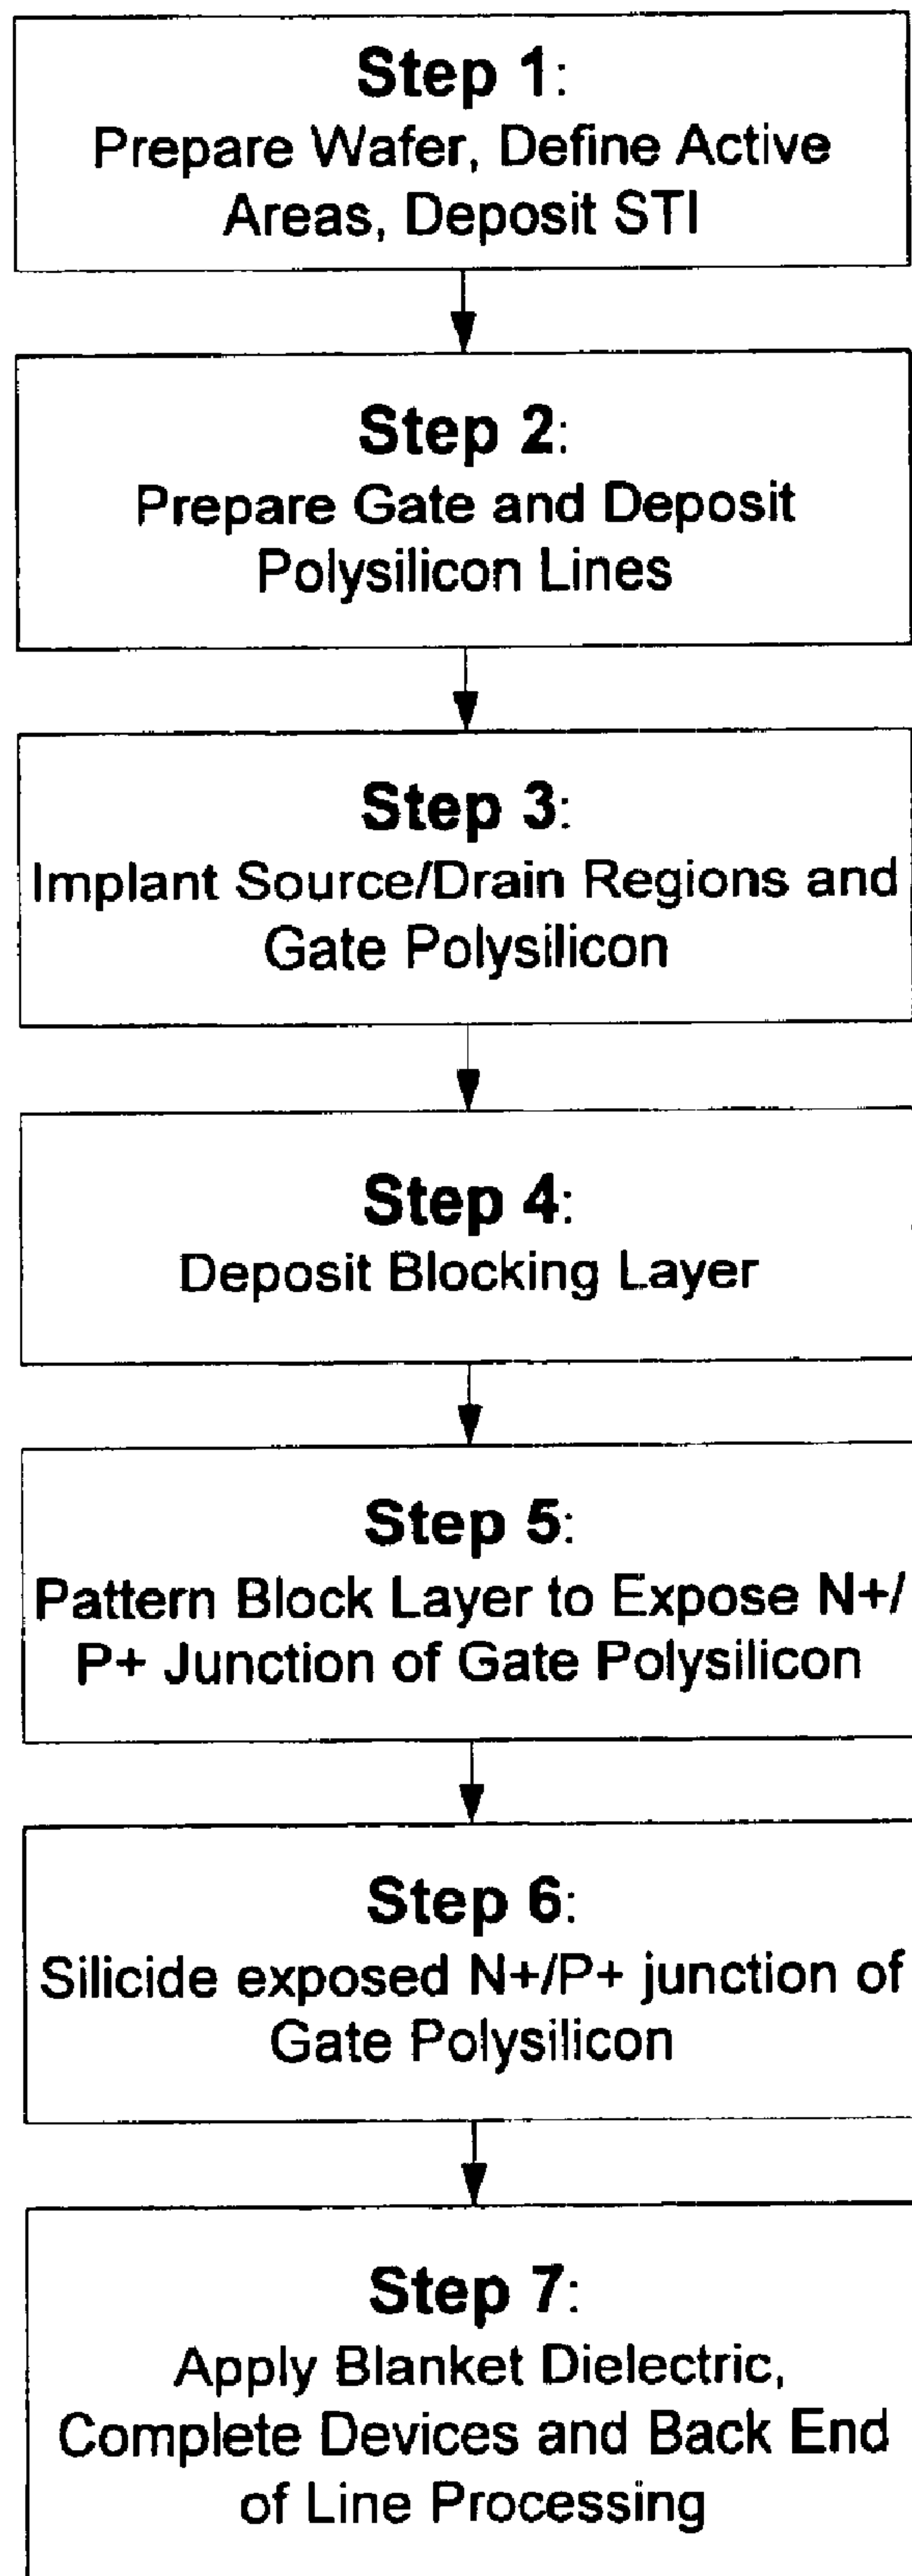 Step 1:
Prepare Wafer, Define Active
Areas, Deposit STI
Step 2:
Prepare Gate and Deposit
Polysilicon Lines
Step 3:
Implant Source/Drain Regions and
Gate Polysilicon
Step 4:
Deposit Blocking Layer
Step 5:
Pattern Block Layer to Expose N+/
P+ Junction of Gate Polysilicon
Step 6:
Silicide exposed N+/P+ junction of
Gate Polysilicon
Step 7:
Apply Blanket Dielectric,
Complete Devices and Back End
of Line Processing